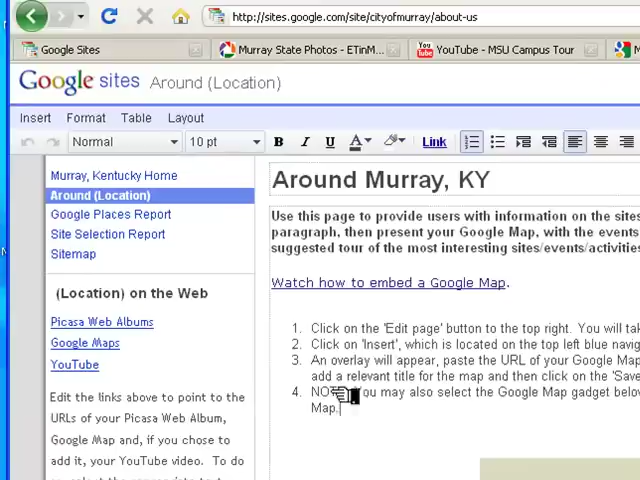 http://sites.google.com/site/cityofmurray/about-us
Google Sites
Murray State Photos - ETinM...
YouTube - MSU Campus Tour
Google sites Around (Location)
Insert Format Table Layout
Normal 10 pt B I U A Link
Murray, Kentucky Home
Around (Location)
Google Places Report
Site Selection Report
Sitemap
(Location) on the Web
Picasa Web Albums
Google Maps
YouTube
Edit the links above to point to the
URLs of your Picasa Web Album,
Google Map and, if you chose to
add it, your YouTube video. To do
Around Murray, KY
Use this page to provide users with information on the sites
paragraph, then present your Google Map, with the events
suggested tour of the most interesting sites/events/activities
Watch how to embed a Google Map.
1. Click on the 'Edit page' button to the top right. You will tak
2. Click on 'Insert', which is located on the top left blue navig
3. An overlay will appear, paste the URL of your Google Map
add a relevant title for the map and then click on the 'Save
4. You may also select the Google Map gadget belo
Map.